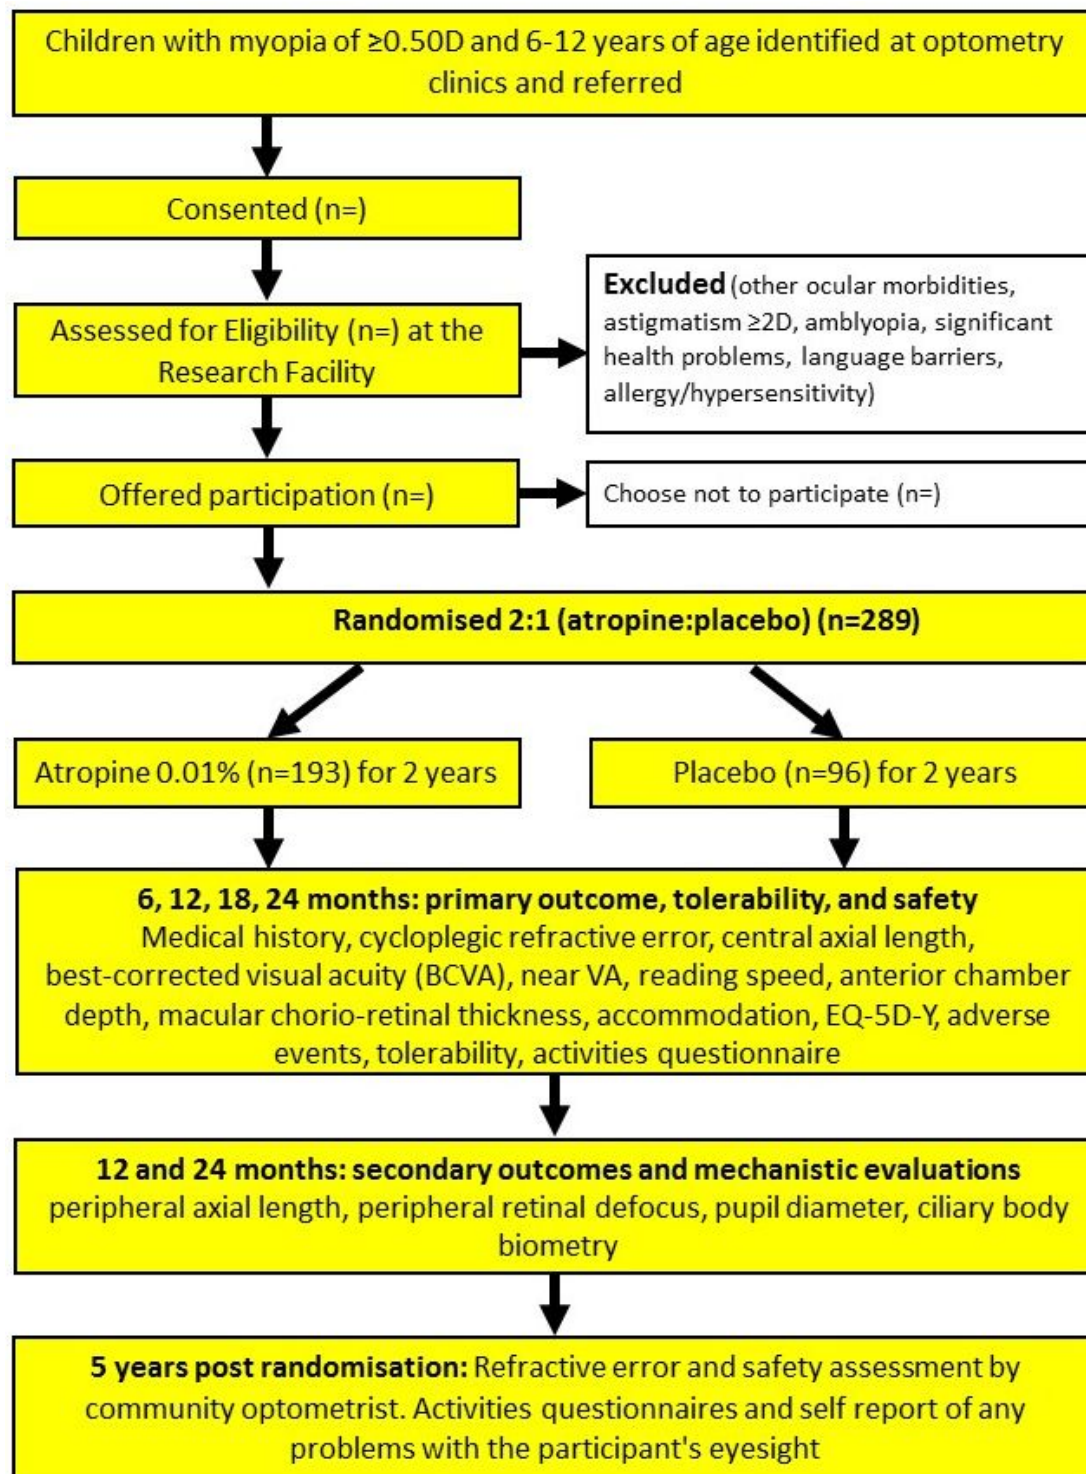 Children with myopia of ≥0.50D and 6-12 years of age identified at optometry
clinics and referred
Consented (n=)
Assessed for Eligibility (n=) at the
Research Facility
Excluded (other ocular morbidities,
astigmatism ≥2D, amblyopia, significant
health problems, language barriers,
allergy/hypersensitivity)
Offered participation (n=)
Choose not to participate (n=)
Randomised 2:1 (atropine:placebo) (n=289)
Atropine 0.01% (n=193) for 2 years
Placebo (n=96) for 2 years
6, 12, 18, 24 months: primary outcome, tolerability, and safety
Medical history, cycloplegic refractive error, central axial length,
best-corrected visual acuity (BCVA), near VA, reading speed, anterior chamber
depth, macular chorio-retinal thickness, accommodation, EQ-5D-Y, adverse
events, tolerability, activities questionnaire
12 and 24 months: secondary outcomes and mechanistic evaluations
peripheral axial length, peripheral retinal defocus, pupil diameter, ciliary body
biometry
5 years post randomisation: Refractive error and safety assessment by
community optometrist. Activities questionnaires and self report of any
problems with the participant's eyesight